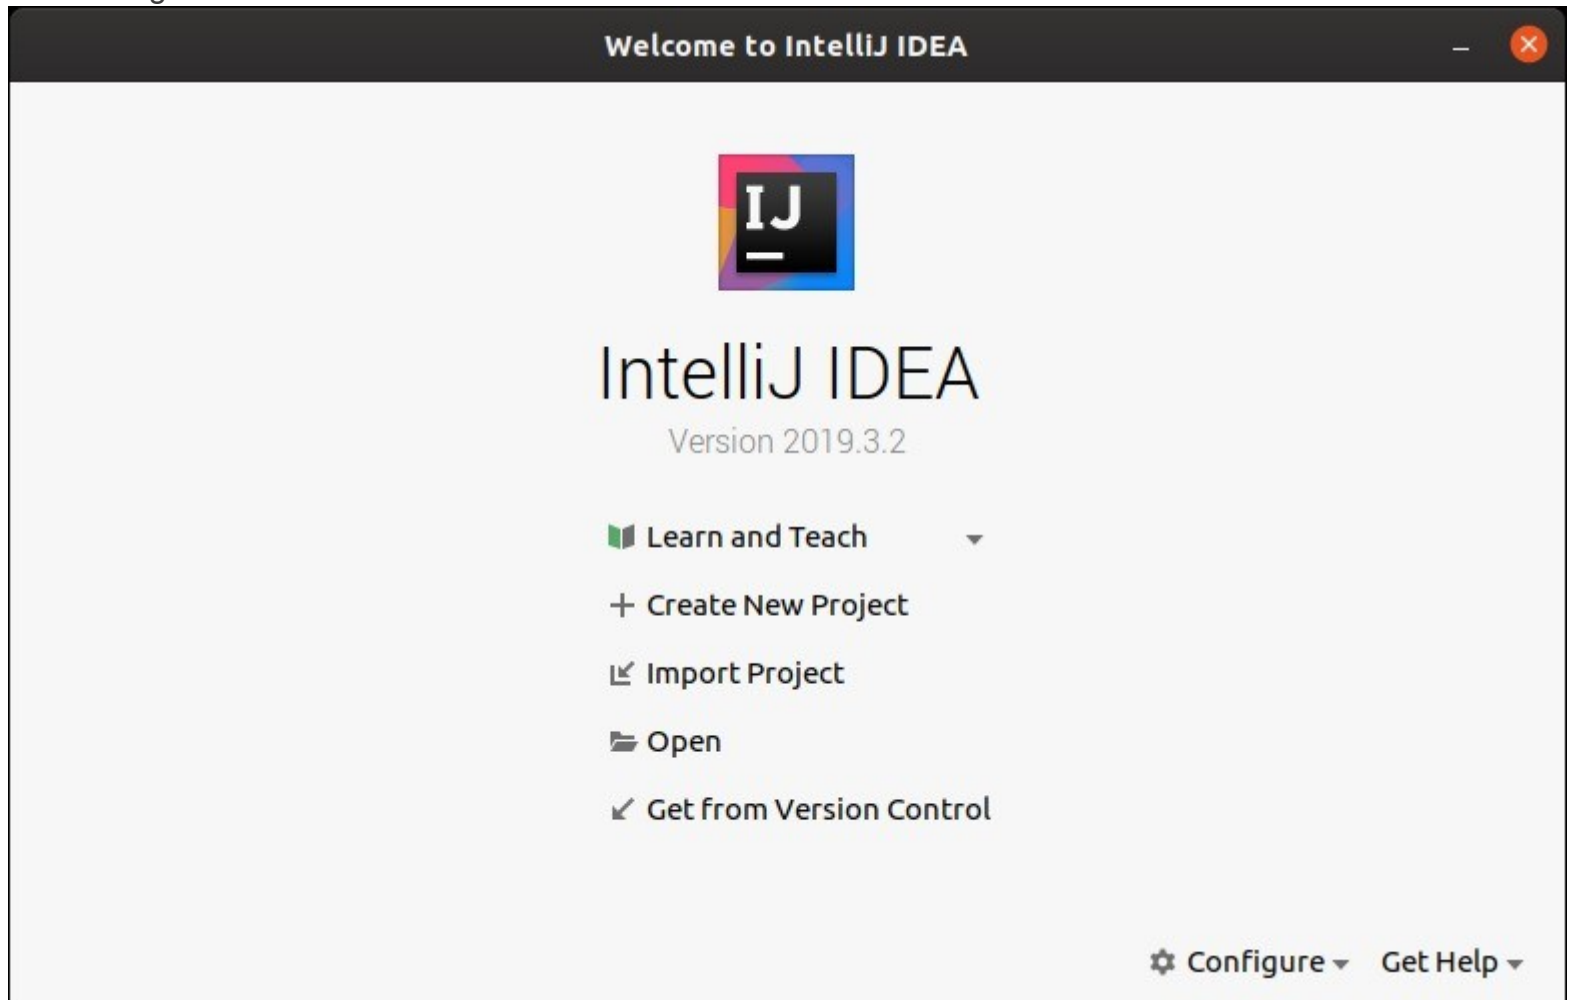 Welcome to IntelliJ IDEA
IJ
IntelliJ IDEA
Version 2019.3.2
Learn and Teach
Create New Project
Import Project
Open
Get from Version Control
Configure Get Help